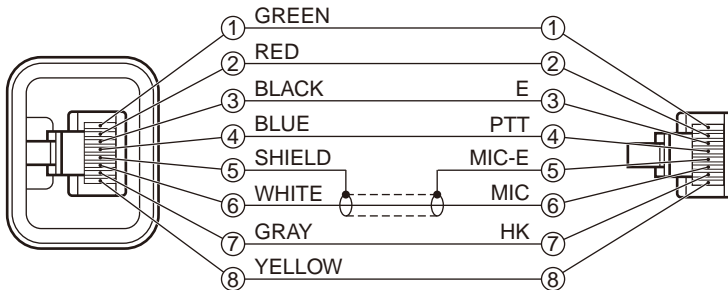 ① GREEN ①
② RED ②
③ BLACK E ③
④ BLUE PTT ④
⑤ SHIELD MIC-E ⑤
⑥ WHITE MIC ⑥
⑦ GRAY HK ⑦
⑧ YELLOW ⑧